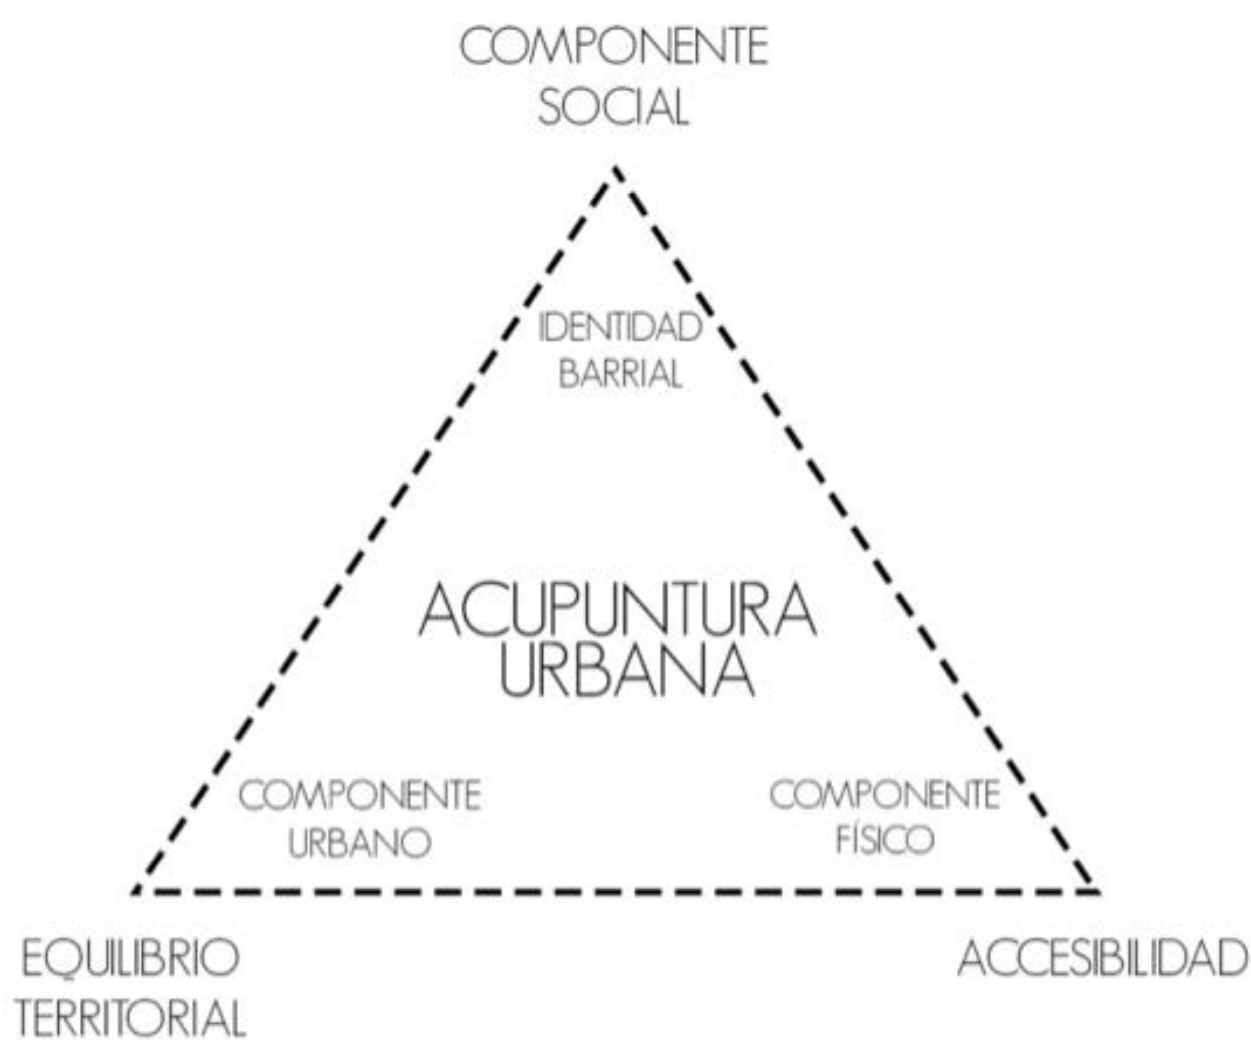 COMPONENTE
SOCIAL
IDENTIDAD
BARRIAL
ACUPUNTURA
URBANA
COMPONENTE
URBANO
COMPONENTE
FÍSICO
EQUILIBRIO
TERRITORIAL
ACCESIBILIDAD